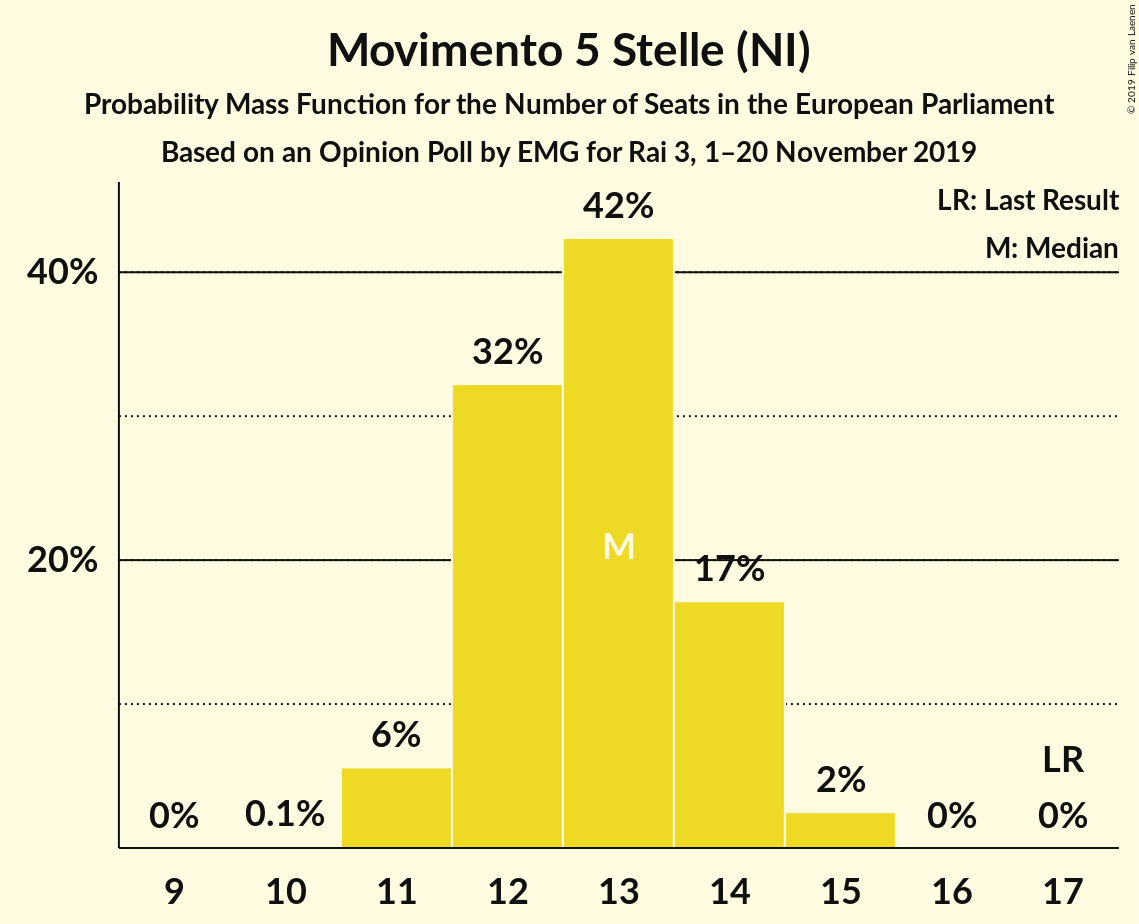 Movimento 5 Stelle (NI)
Probability Mass Function for the Number of Seats in the European Parliament
Based on an Opinion Poll by EMG for Rai 3, 1–20 November 2019
© 2019 Filip van Laenen
LR: Last Result
M: Median
40%
20%
0%
0.1%
6%
32%
42%
M
17%
2%
0%
LR
0%
9
10
11
12
13
14
15
16
17